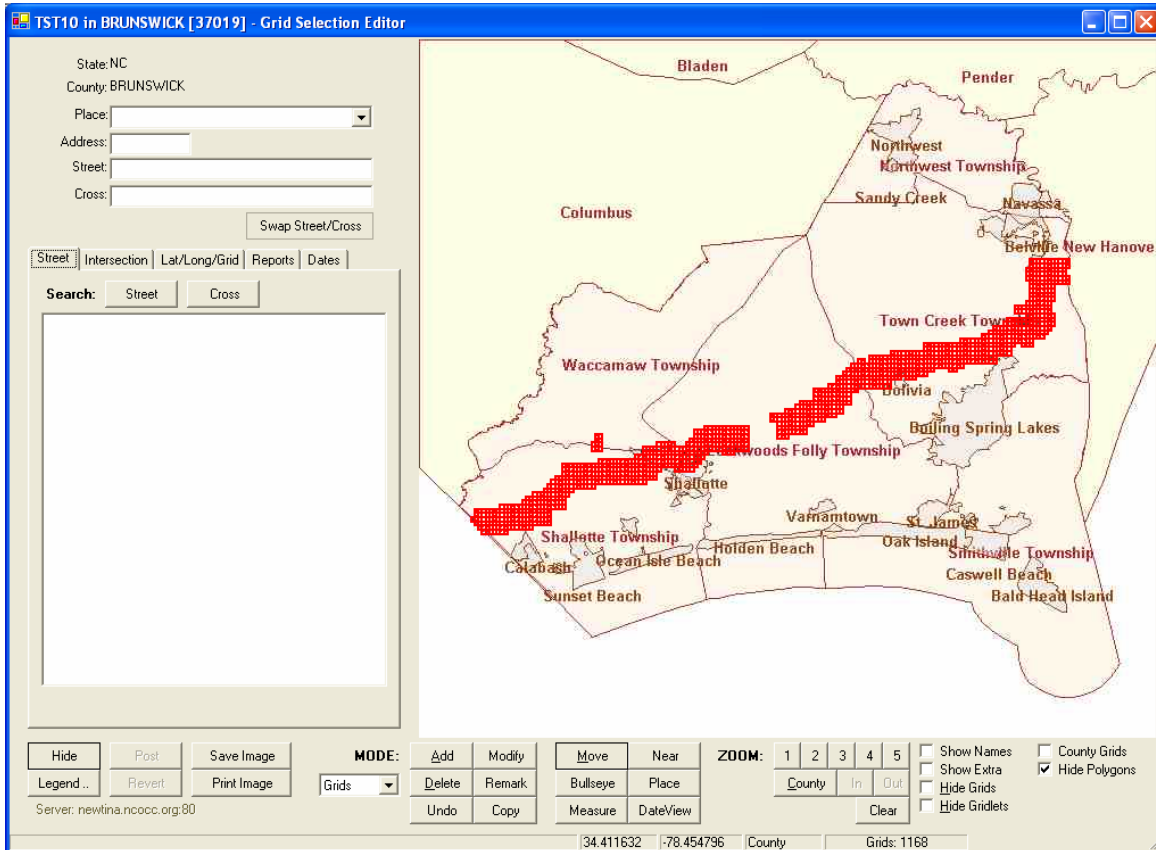 TST10 in BRUNSWICK [37019] - Grid Selection Editor
State: NC
County: BRUNSWICK
Place:
Address:
Street:
Cross:
Swap Street/Cross
Street Intersection Lat/Long/Grid Reports Dates
Search: Street Cross
Bladen
Pender
Northwest
Northwest Township
Sandy Creek
Columbus
Navassa
Belville New Hanove
Town Creek
Waccamaw Township
Bolivia
Boiling Spring Lakes
woods Folly Township
Shallotte
Varnamtown
St. James
Shallotte Township
Oak Island
Holden Beach
Smithville Township
Calabash
Ocean Isle Beach
Caswell Beach
Sunset Beach
Bald Head Island
Hide Post Save Image MODE: Add Modify Move Near ZOOM: 1 2 3 4 5 Show Names County Grids
Legend .. Revert Print Image Grids Delete Remark Bullseye Place County In Out Show Extra Hide Polygons
Hide Grids
Server: newtina.ncocc.org:80 Undo Copy Measure DateView Clear Hide Gridlets
34.411632 -78.454796 County Grids: 1168